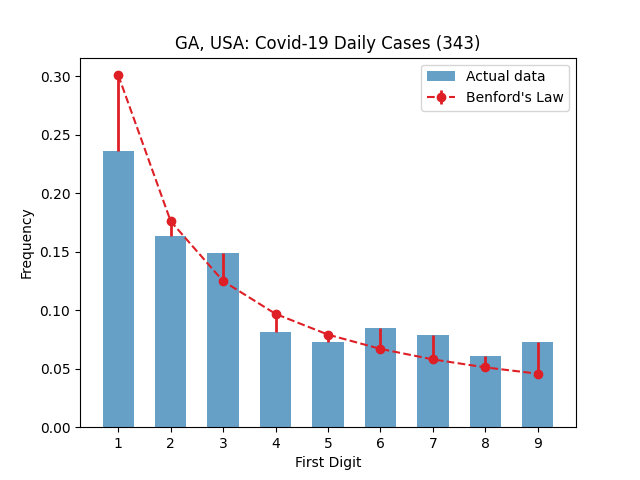 GA, USA: Covid-19 Daily Cases (343)
Actual data
Benford's Law
0.30
0.25
0.20
0.15
0.10
0.05
0.00
Frequency
1 2 3 4 5 6 7 8 9
First Digit